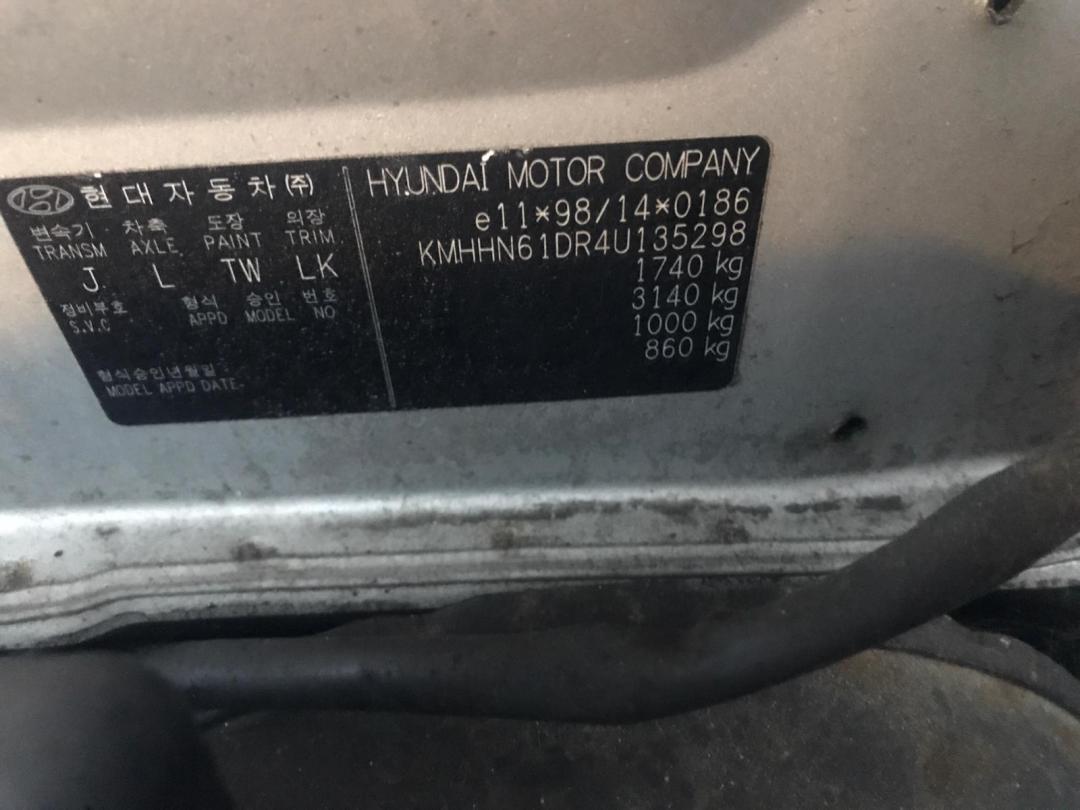 현대자동차(주)
변속기 차축 도장 의장
TRANSM AXLE PAINT TRIM
J L TW LK
정비부호 형식 승인 번호
S.V.C APPD MODEL NO
형식승인년월일:
MODEL APPD DATE-
HYUNDAI MOTOR COMPANY
e11*98/14*0186
KMHHN61DR4U135298
1740 kg
3140 kg
1000 kg
860 kg